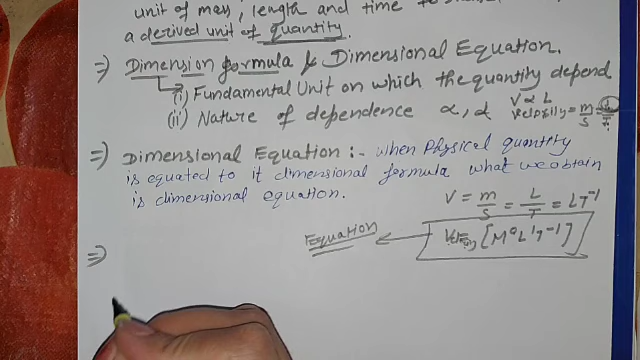 unit of mass, length and time
a derived unit of quantity.
⇒ Dimension formula & Dimensional Equation.
(i) Fundamental Unit on which the quantity depend
(ii) Nature of dependence α, α V ∝ L
= m/s =
⇒ Dimensional Equation :- when Physical quantity
is equated to it dimensional formula what we obtain
is dimensional equation.
V = m/s = L/T = LT⁻¹
Equation [M⁰L¹T⁻¹]
⇒